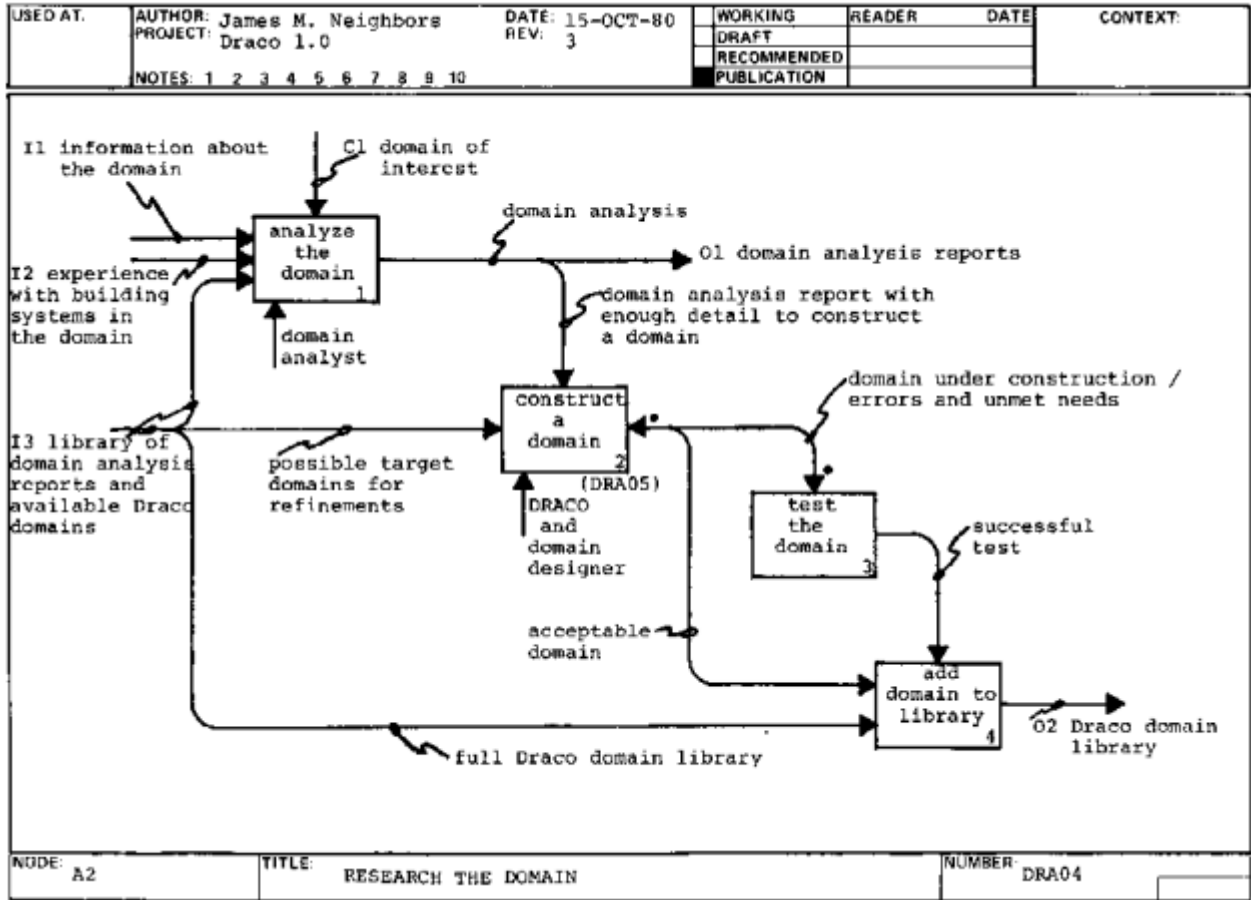 USED AT.
AUTHOR: James M. Neighbors
PROJECT: Draco 1.0
DATE: 15-OCT-80
REV: 3
NOTES: 1 2 3 4 5 6 7 8 9 10
WORKING
DRAFT
RECOMMENDED
PUBLICATION
READER DATE
CONTEXT:
I1 information about
the domain
C1 domain of
interest
domain analysis
analyze
the
domain
1
O1 domain analysis reports
I2 experience
with building
systems in
the domain
domain
analyst
domain analysis report with
enough detail to construct
a domain
domain under construction /
errors and unmet needs
construct
a
domain
2
(DRA05)
I3 library of
domain analysis
reports and
available Draco
domains
possible target
domains for
refinements
DRACO
and
domain
designer
test
the
domain
3
successful
test
acceptable
domain
add
domain to
library
4
O2 Draco domain
library
full Draco domain library
NODE: A2
TITLE: RESEARCH THE DOMAIN
NUMBER: DRA04